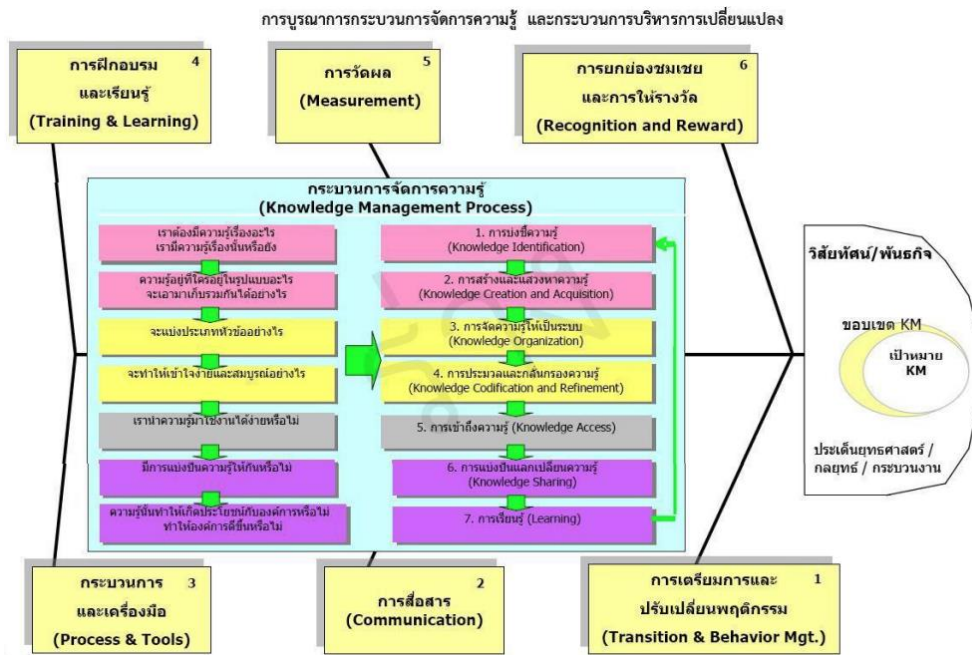 การบูรณาการกระบวนการจัดการความรู้ และกระบวนการบริหารการเปลี่ยนแปลง
การฝึกอบรม 4
และเรียนรู้
(Training & Learning)
การวัดผล 5
(Measurement)
การยกย่องชมเชย 6
และการให้รางวัล
(Recognition and Reward)
กระบวนการจัดการความรู้
(Knowledge Management Process)
เราต้องมีความรู้เรื่องอะไร
เรามีความรู้เรื่องนั้นหรือยัง
ความรู้อยู่ที่ใครอยู่ในรูปแบบอะไร
จะเอามาเก็บรวมกันได้อย่างไร
จะแบ่งประเภทหัวข้ออย่างไร
จะทำให้เข้าใจง่ายและสมบูรณ์อย่างไร
เรานำความรู้มาใช้งานได้ง่ายหรือไม่
มีการแบ่งปันความรู้ให้กันหรือไม่
ความรู้นั้นทำให้เกิดประโยชน์กับองค์การหรือไม่
ทำให้องค์การดีขึ้นหรือไม่
1. การบ่งชี้ความรู้
(Knowledge Identification)
2. การสร้างและแสวงหาความรู้
(Knowledge Creation and Acquisition)
3. การจัดความรู้ให้เป็นระบบ
(Knowledge Organization)
4. การประมวลและกลั่นกรองความรู้
(Knowledge Codification and Refinement)
5. การเข้าถึงความรู้ (Knowledge Access)
6. การแบ่งปันแลกเปลี่ยนความรู้
(Knowledge Sharing)
7. การเรียนรู้ (Learning)
วิสัยทัศน์/พันธกิจ
ขอบเขต KM
เป้าหมาย
KM
ประเด็นยุทธศาสตร์ /
กลยุทธ์ / กระบวนงาน
กระบวนการ 3
และเครื่องมือ
(Process & Tools)
การสื่อสาร 2
(Communication)
การเตรียมการและ 1
ปรับเปลี่ยนพฤติกรรม
(Transition & Behavior Mgt.)